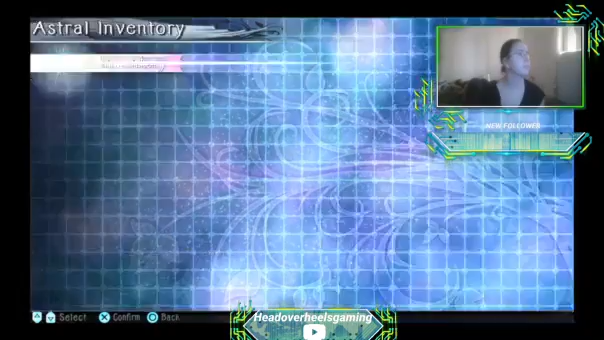 Astral Inventory
NEW FOLLOWER
Select
Confirm
Back
Headoverheelsgaming